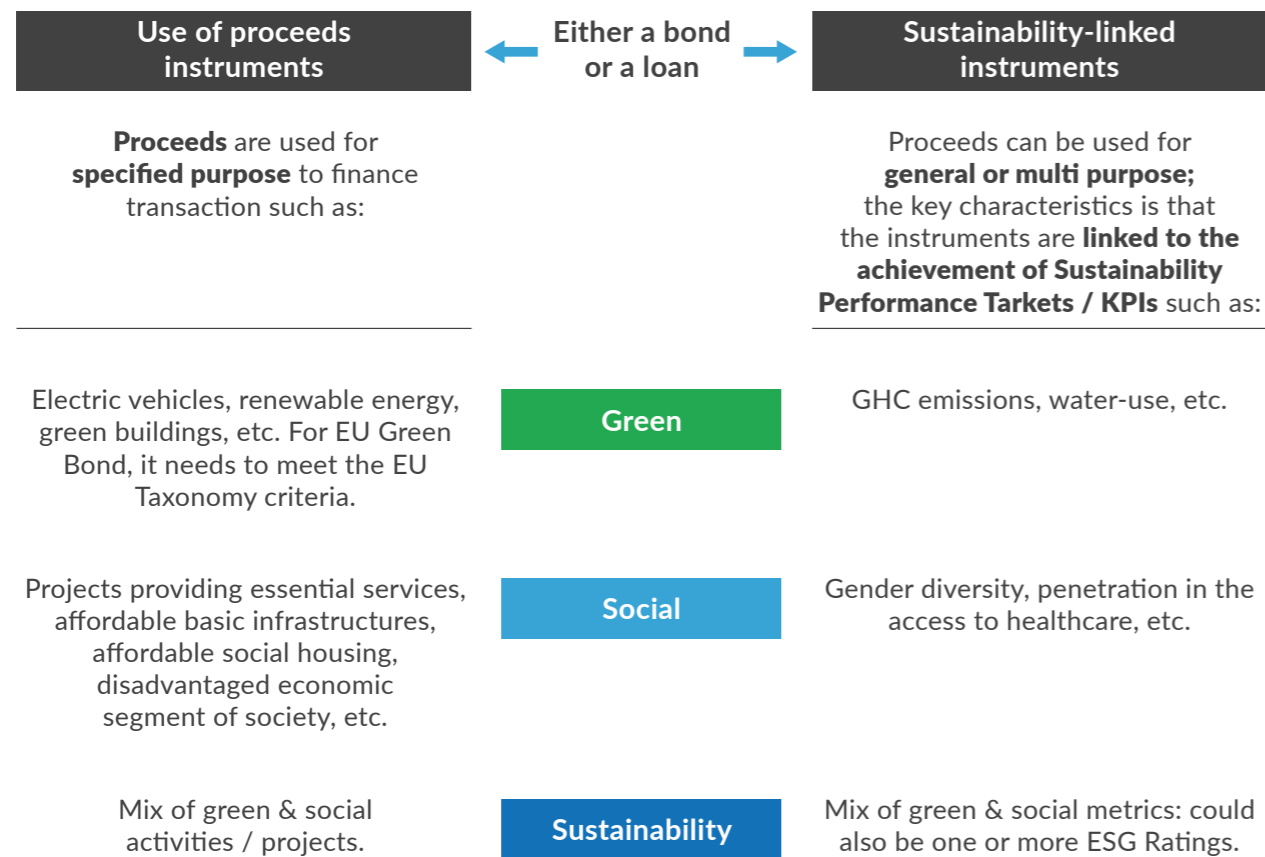 Use of proceeds
instruments
Either a bond
or a loan
Sustainability-linked
instruments
Proceeds are used for
specified purpose to finance
transaction such as:
Proceeds can be used for
general or multi purpose;
the key characteristics is that
the instruments are linked to the
achievement of Sustainability
Performance Tarkets / KPIs such as:
Electric vehicles, renewable energy,
green buildings, etc. For EU Green
Bond, it needs to meet the EU
Taxonomy criteria.
Green
GHC emissions, water-use, etc.
Projects providing essential services,
affordable basic infrastructures,
affordable social housing,
disadvantaged economic
segment of society, etc.
Social
Gender diversity, penetration in the
access to healthcare, etc.
Mix of green & social
activities / projects.
Sustainability
Mix of green & social metrics: could
also be one or more ESG Ratings.